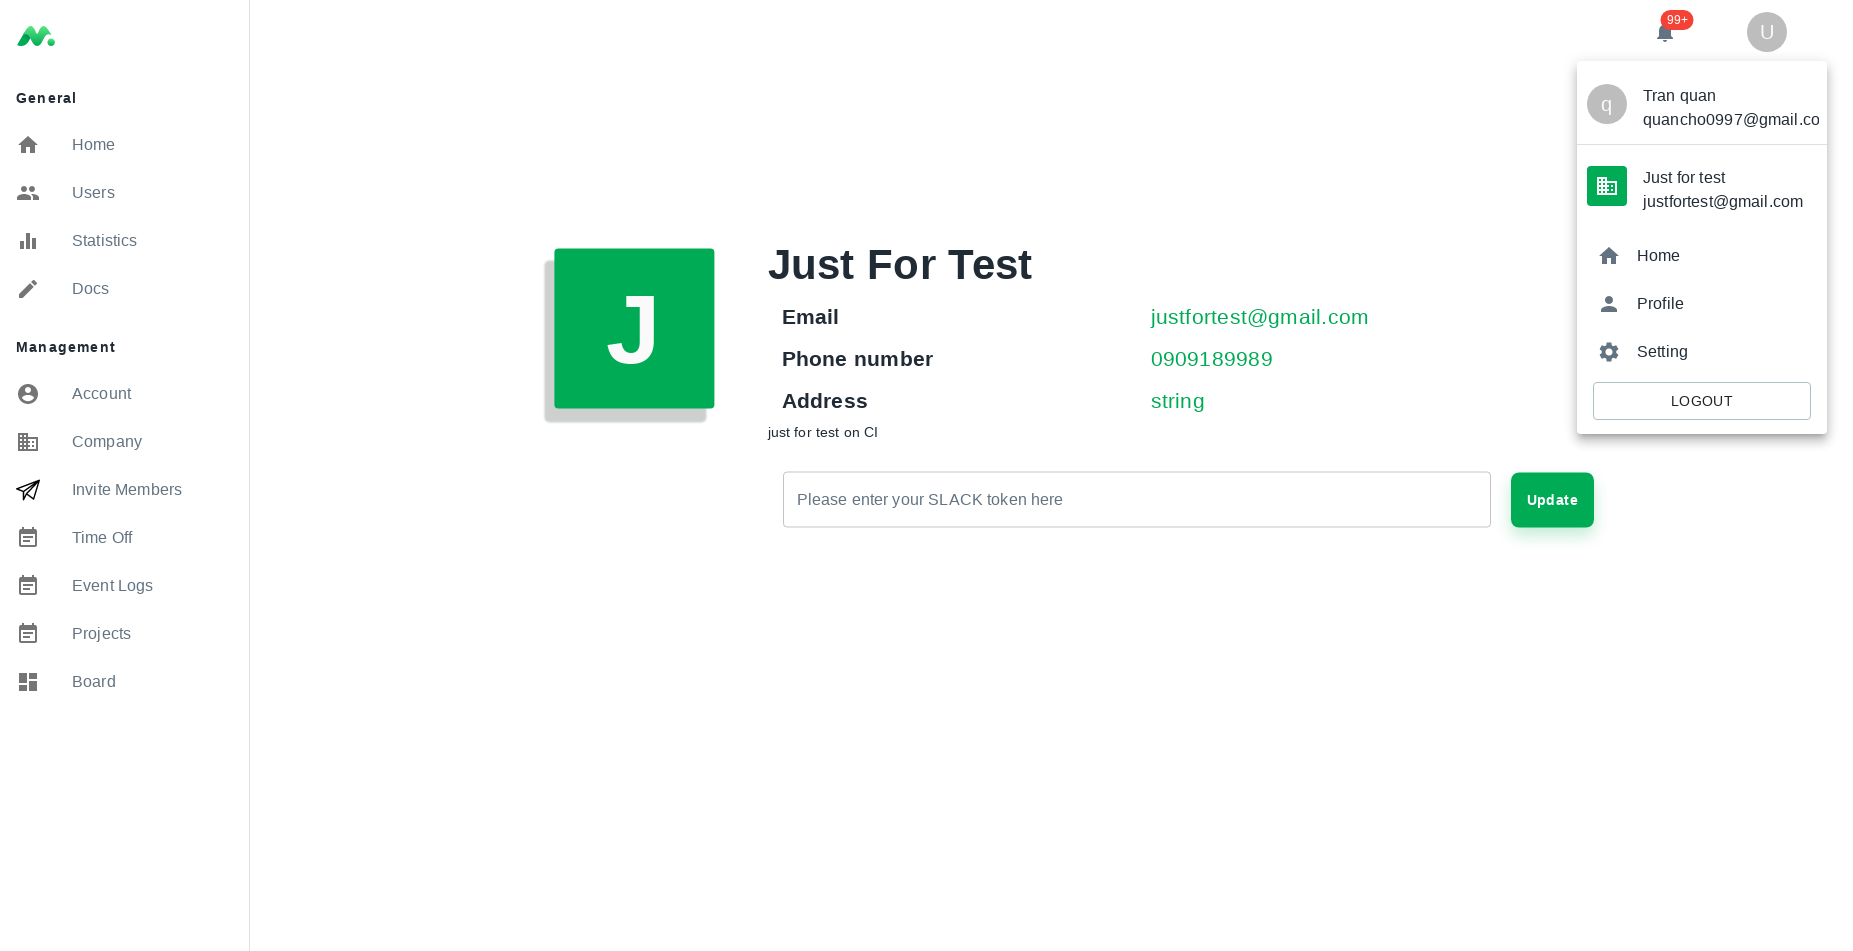 99+
U
General
Home
Users
Statistics
Docs
Management
Account
Company
Invite Members
Time Off
Event Logs
Projects
Board
J
Just For Test
Email justfortest@gmail.com
Phone number 0909189989
Address string
just for test on CI
Please enter your SLACK token here
Update
q
Tran quan
quancho0997@gmail.co
Just for test
justfortest@gmail.com
Home
Profile
Setting
LOGOUT